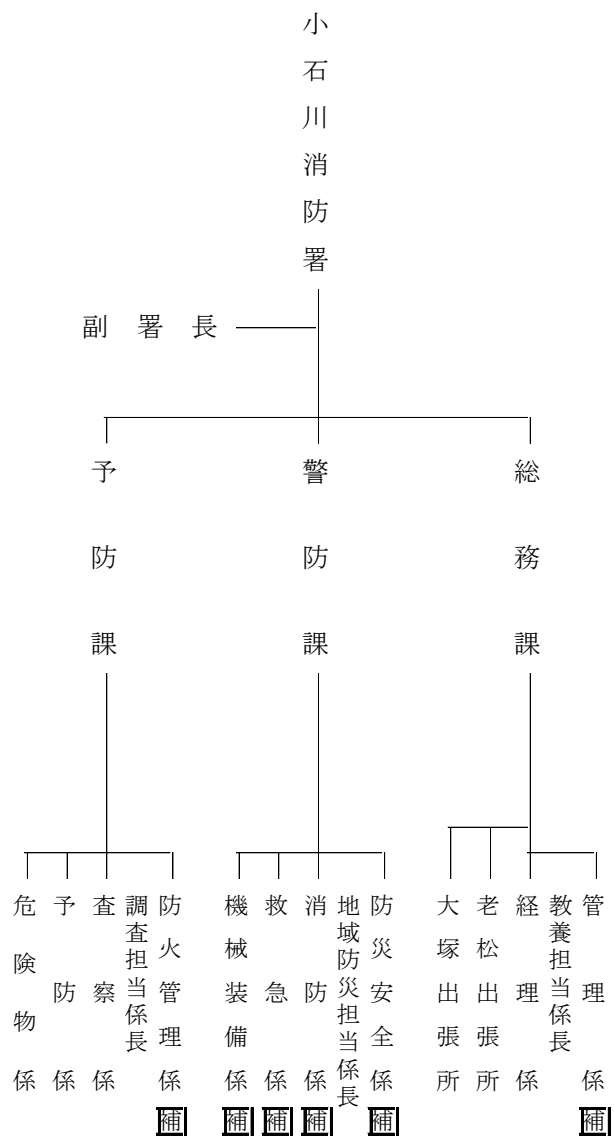 小石川消防署
副署長
総務課
警防課
予防課
管理係 補
教養担当係長
経理係
老松出張所
大塚出張所
防災安全係 補
地域防災担当係長
消防係 補
救急係 補
機械装備係 補
防火管理係 補
調査担当係長
査察係
予防係
危険物係